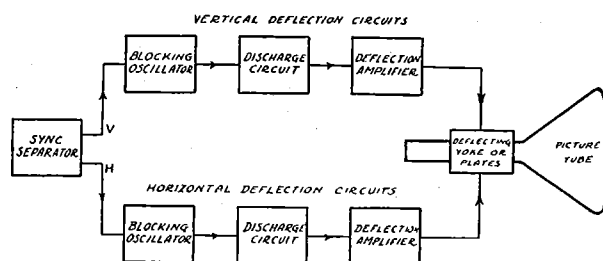 VERTICAL DEFLECTION CIRCUITS
BLOCKING
OSCILLATOR
DISCHARGE
CIRCUIT
DEFLECTION
AMPLIFIER
V
SYNC
SEPARATOR
H
DEFLECTING
YOKE OR
PLATES
PICTURE
TUBE
HORIZONTAL DEFLECTION CIRCUITS
BLOCKING
OSCILLATOR
DISCHARGE
CIRCUIT
DEFLECTION
AMPLIFIER